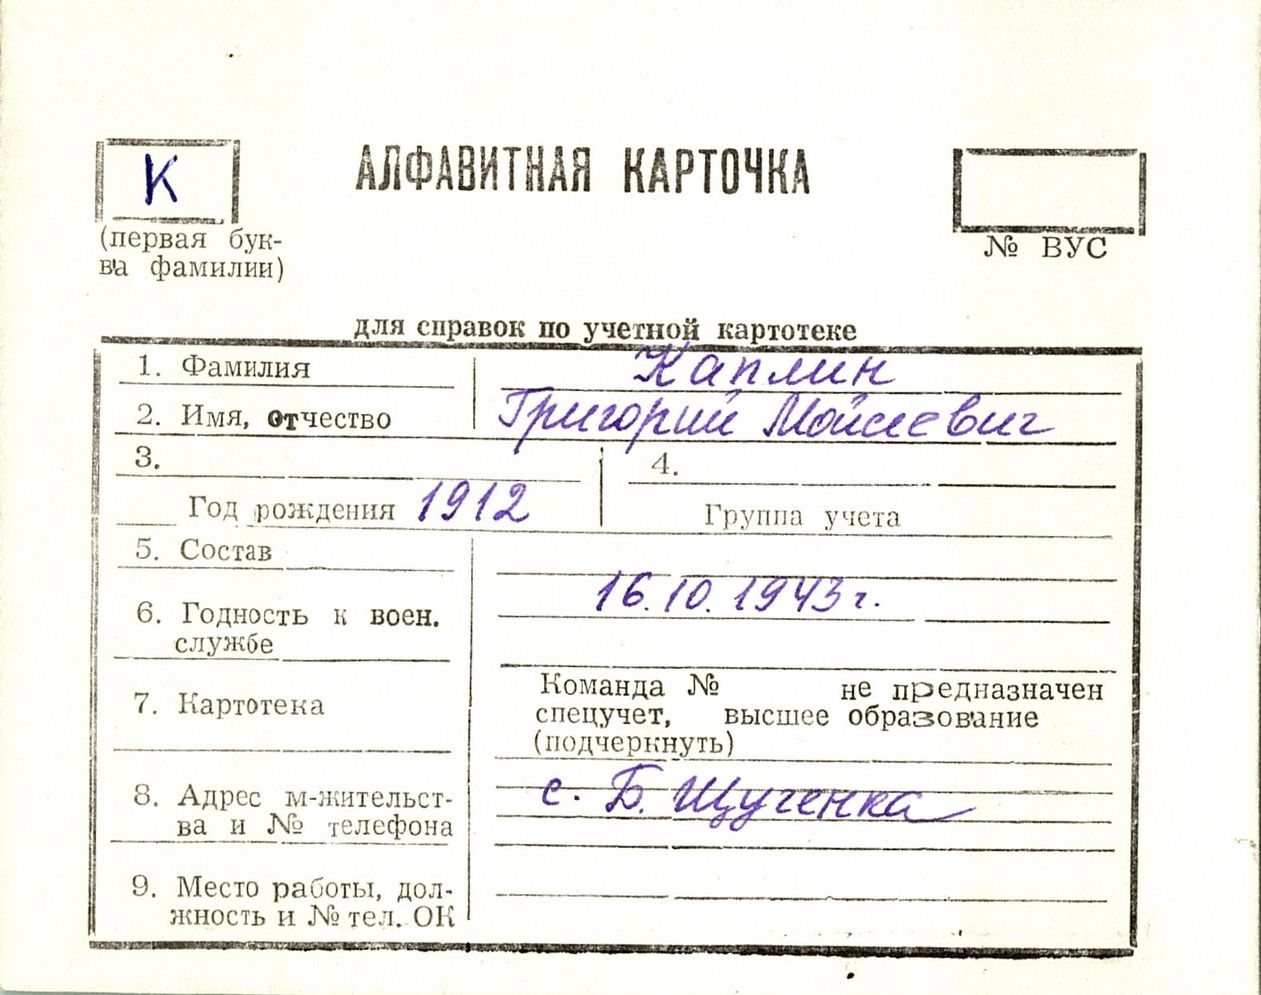 К
АЛФАВИТНАЯ КАРТОЧКА
(первая бук-
ва фамилии)
№ ВУС
для справок по учетной картотеке
1. Фамилия Каплин
2. Имя, отчество Григорий Мойсеевич
3. 4.
Год рождения 1912 Группа учета
5. Состав
16.10.1943 г.
6. Годность к воен.
службе
Команда № не предназначен
7. Картотека
спецучет, высшее образование
(подчеркнуть)
8. Адрес м-жительст- с. Б. Щученка
ва и № телефона
9. Место работы, дол-
жность и № тел. ОК